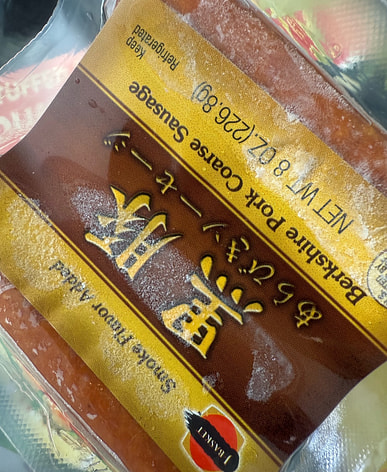 J-BASKET
Smoke Flavor Added
黒豚
あらびきソーセージ
Berkshire Pork Coarse Sausage
NET WT 8 OZ.(226.8g)
Keep
Refrigerated